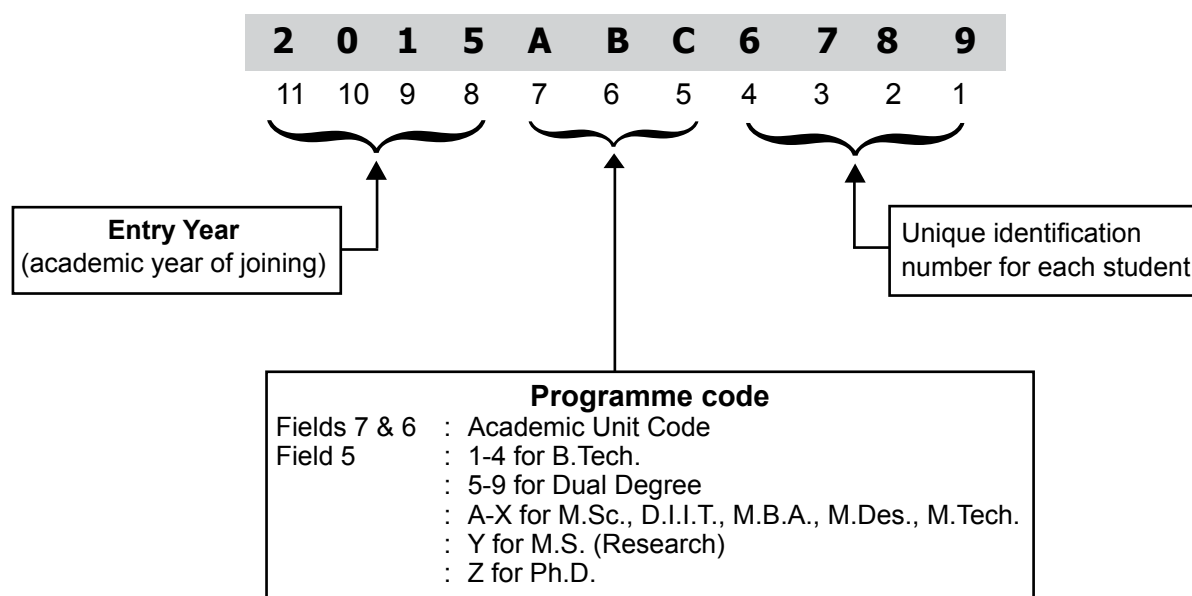 2 0 1 5 A B C 6 7 8 9
11 10 9 8 7 6 5 4 3 2 1
Entry Year
(academic year of joining)
Unique identification
number for each student
Programme code
Fields 7 & 6 : Academic Unit Code
Field 5 : 1-4 for B.Tech.
: 5-9 for Dual Degree
: A-X for M.Sc., D.I.I.T., M.B.A., M.Des., M.Tech.
: Y for M.S. (Research)
: Z for Ph.D.